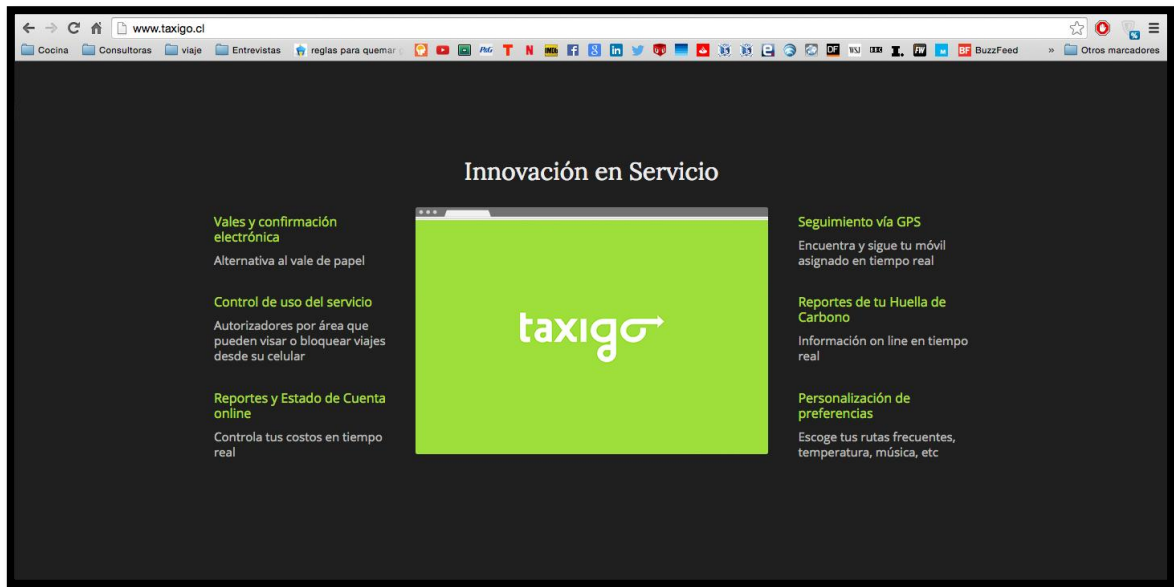 www.taxigo.cl
Cocina Consultoras viaje Entrevistas reglas para quemar BuzzFeed » Otros marcadores
Innovación en Servicio
Vales y confirmación
electrónica
Alternativa al vale de papel
Control de uso del servicio
Autorizadores por área que
pueden visar o bloquear viajes
desde su celular
Reportes y Estado de Cuenta
online
Controla tus costos en tiempo
real
taxigo
Seguimiento vía GPS
Encuentra y sigue tu móvil
asignado en tiempo real
Reportes de tu Huella de
Carbono
Información on line en tiempo
real
Personalización de
preferencias
Escoge tus rutas frecuentes,
temperatura, música, etc